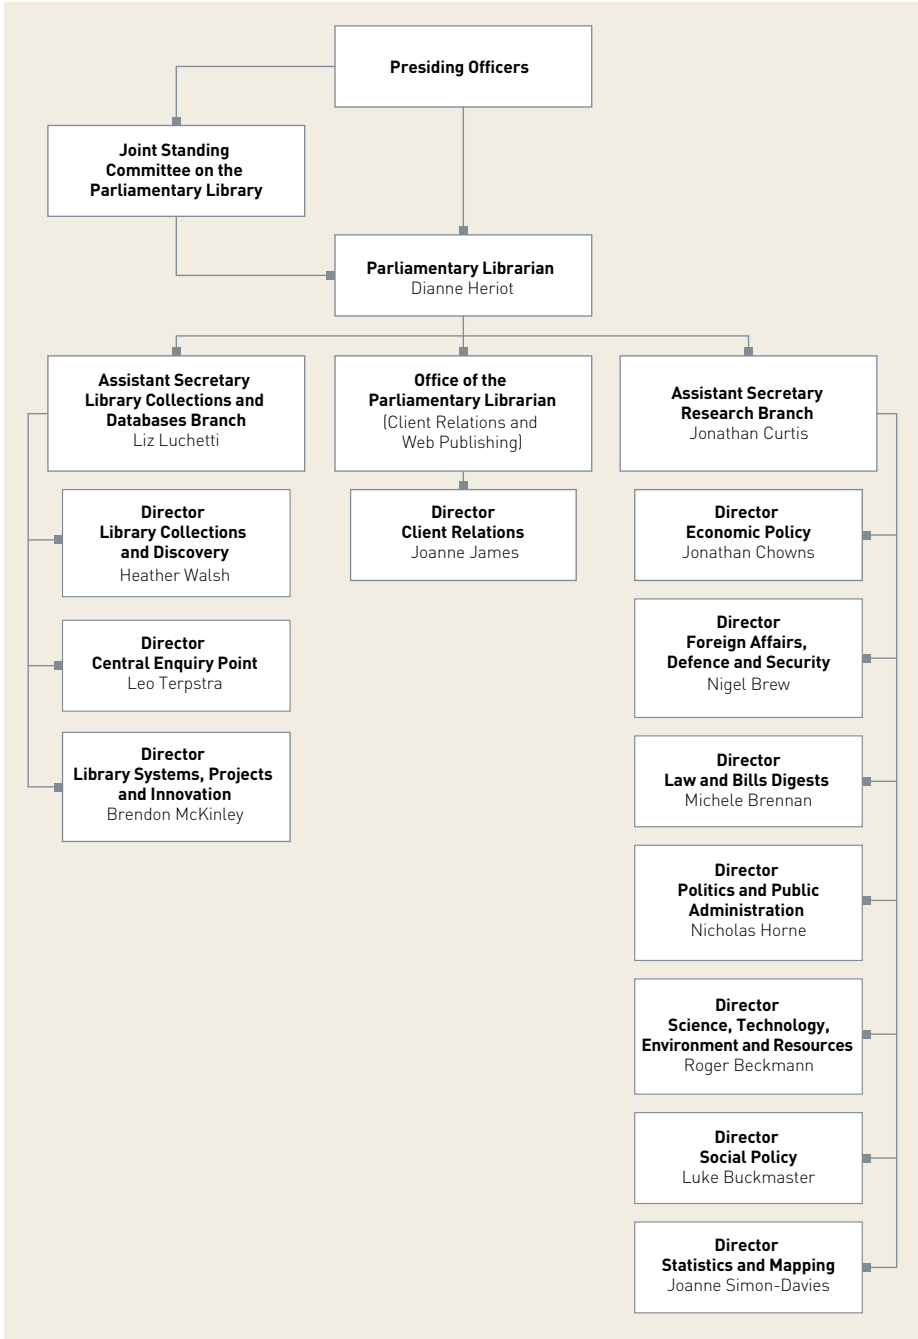 Presiding Officers
Joint Standing
Committee on the
Parliamentary Library
Parliamentary Librarian
Dianne Heriot
Assistant Secretary
Library Collections and
Databases Branch
Liz Luchetti
Office of the
Parliamentary Librarian
(Client Relations and
Web Publishing)
Assistant Secretary
Research Branch
Jonathan Curtis
Director
Library Collections
and Discovery
Heather Walsh
Director
Central Enquiry Point
Leo Terpstra
Director
Library Systems, Projects
and Innovation
Brendon McKinley
Director
Client Relations
Joanne James
Director
Economic Policy
Jonathan Chowns
Director
Foreign Affairs,
Defence and Security
Nigel Brew
Director
Law and Bills Digests
Michele Brennan
Director
Politics and Public
Administration
Nicholas Horne
Director
Science, Technology,
Environment and Resources
Roger Beckmann
Director
Social Policy
Luke Buckmaster
Director
Statistics and Mapping
Joanne Simon-Davies